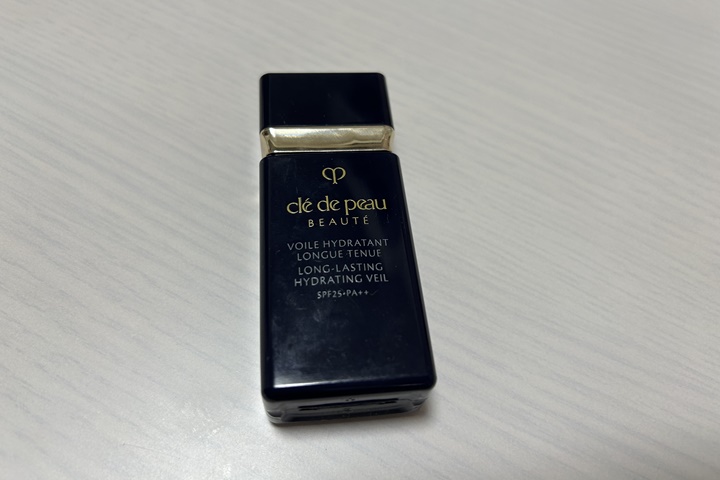 clé de peau
BEAUTÉ
VOILE HYDRATANT
LONGUE TENUE
LONG-LASTING
HYDRATING VEIL
SPF25•PA++